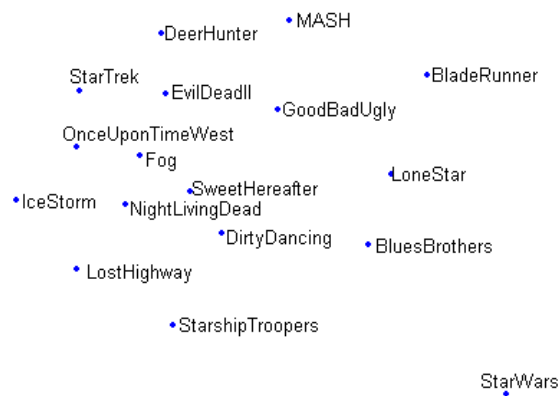 MASH
DeerHunter
BladeRunner
StarTrek
EvilDeadII
GoodBadUgly
OnceUponTimeWest
Fog
LoneStar
SweetHereafter
IceStorm
NightLivingDead
DirtyDancing
BluesBrothers
LostHighway
StarshipTroopers
StarWars